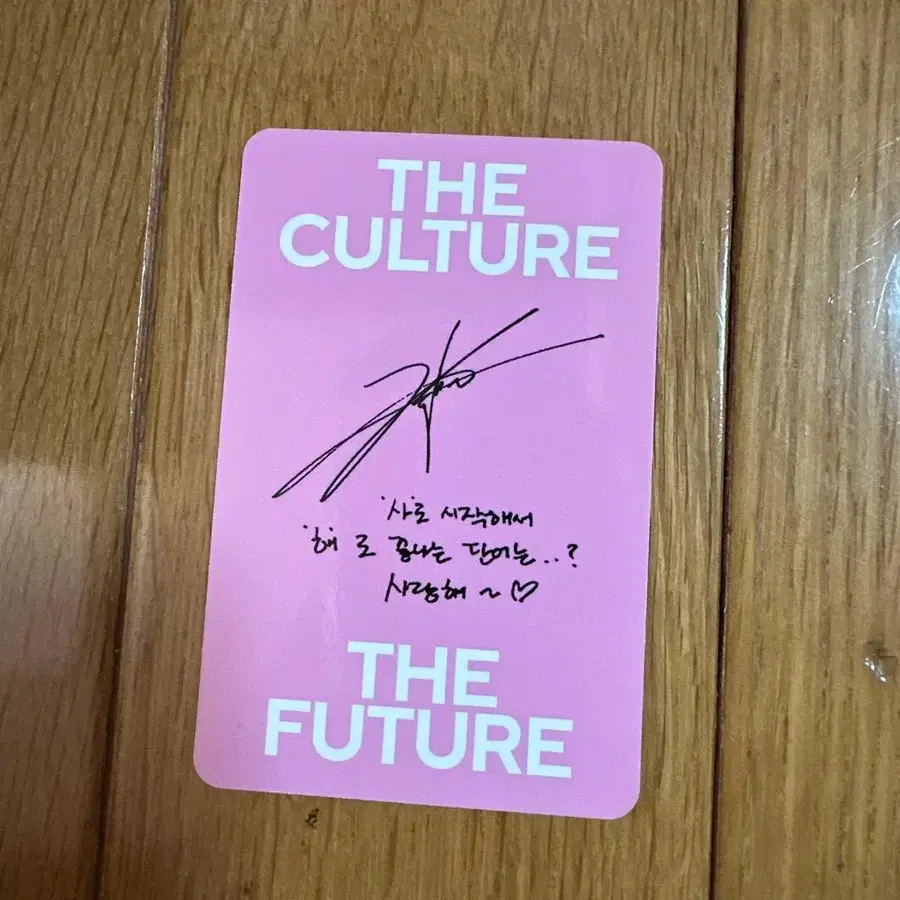 THE
CULTURE
'사'로 시작해서
'해'로 끝나는 단어는..?
사랑해 ~ ♡
THE
FUTURE